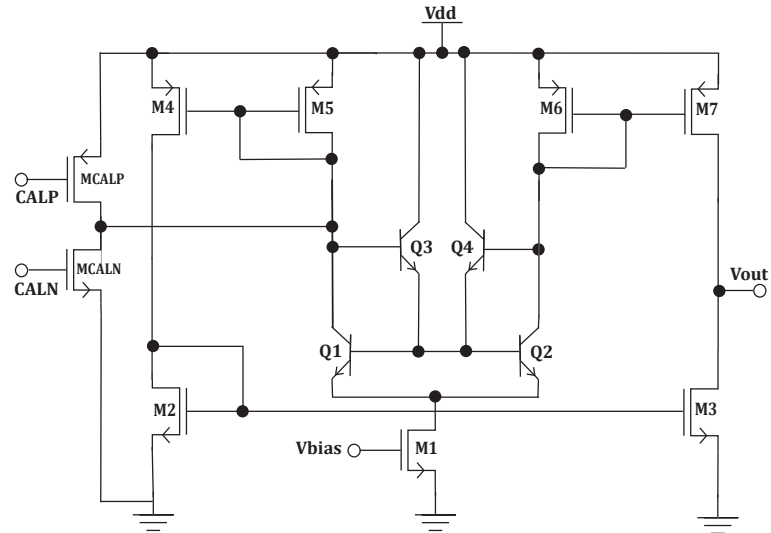 Vdd
M4
M5
M6
M7
MCALP
CALP
MCALN
CALN
Q3
Q4
Vout
Q1
Q2
M2
M3
Vbias
M1